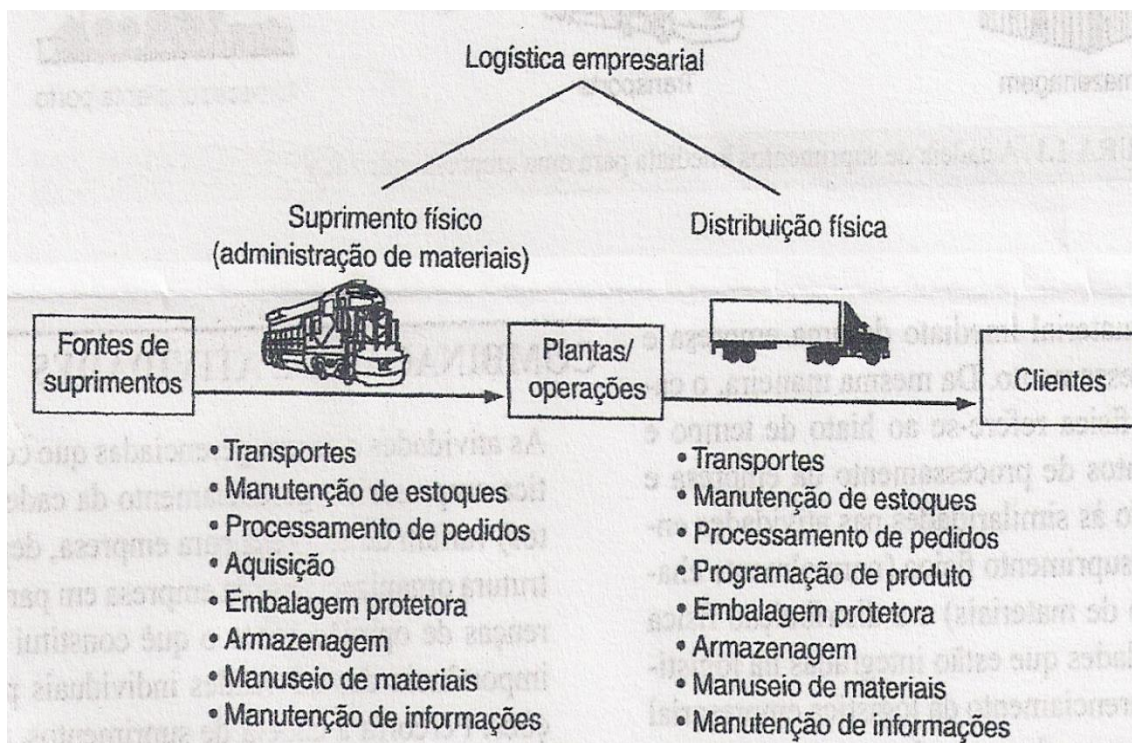 Logística empresarial
Suprimento físico
(administração de materiais)
Distribuição física
Fontes de
suprimentos
Plantas/
operações
Clientes
• Transportes
• Manutenção de estoques
• Processamento de pedidos
• Aquisição
• Embalagem protetora
• Armazenagem
• Manuseio de materiais
• Manutenção de informações
• Transportes
• Manutenção de estoques
• Processamento de pedidos
• Programação de produto
• Embalagem protetora
• Armazenagem
• Manuseio de materiais
• Manutenção de informações